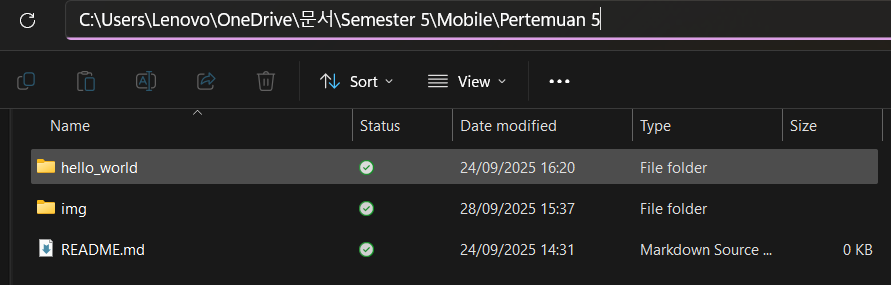 C:\Users\Lenovo\OneDrive\문서\Semester 5\Mobile\Pertemuan 5
Sort View
Name Status Date modified Type Size
hello_world 24/09/2025 16:20 File folder
img 28/09/2025 15:37 File folder
README.md 24/09/2025 14:31 Markdown Source ... 0 KB